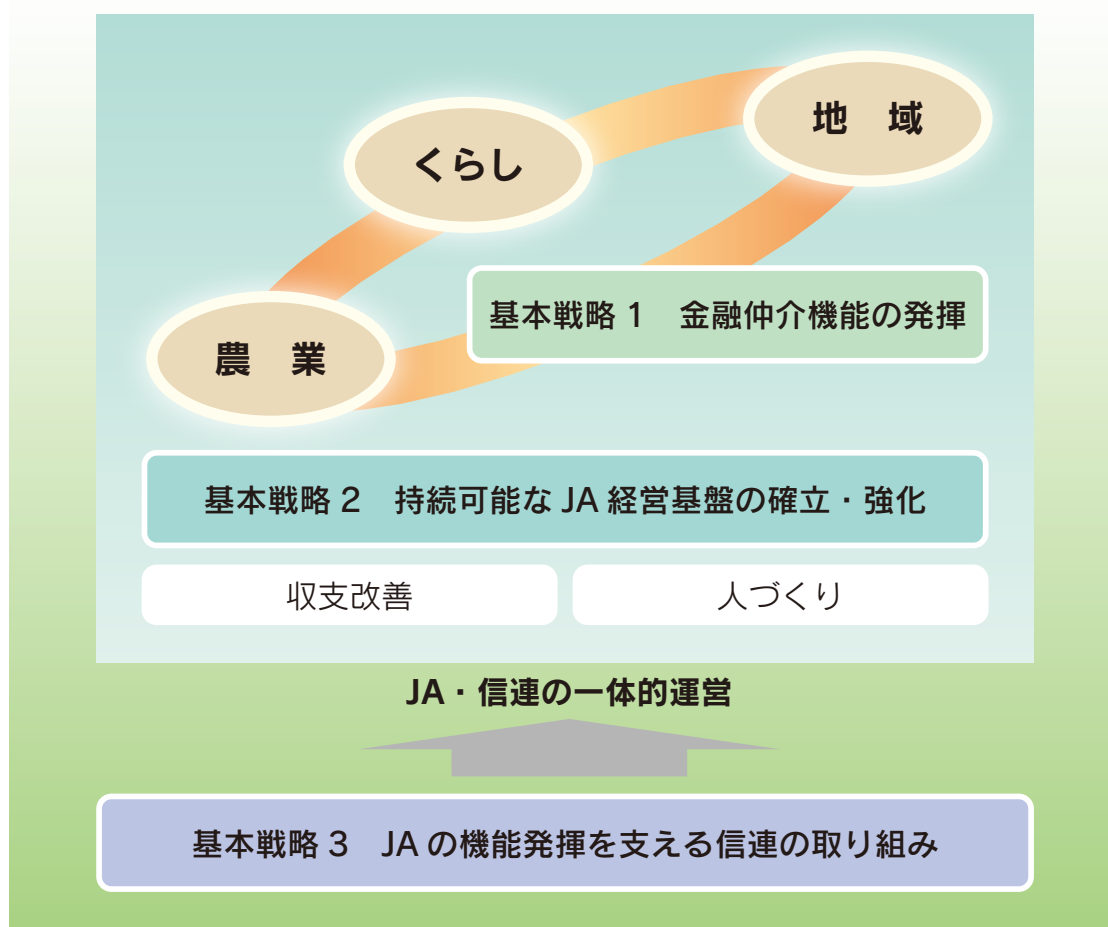 地　域
くらし
基本戦略 1　金融仲介機能の発揮
農　業
基本戦略 2　持続可能な JA 経営基盤の確立・強化
収支改善
人づくり
JA・信連の一体的運営
基本戦略 3　JA の機能発揮を支える信連の取り組み